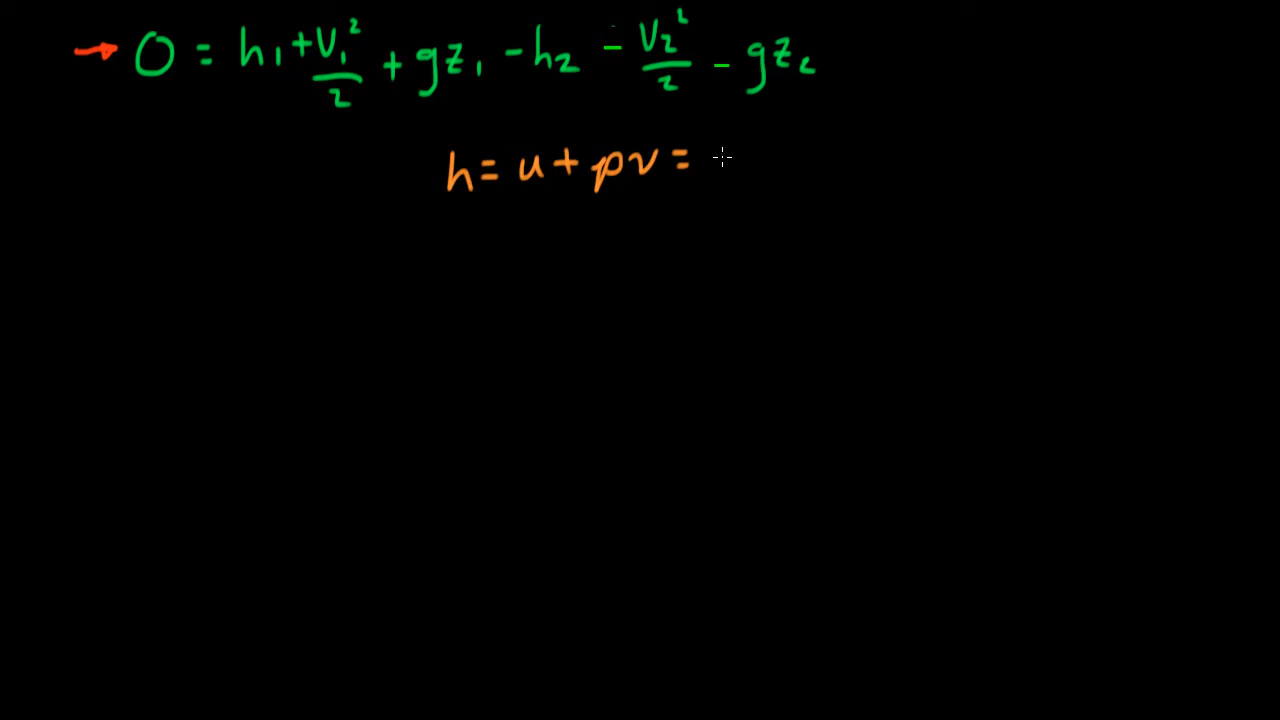 → 0 = h₁ + V₁²/2 + gz₁ - h₂ - V₂²/2 - gz₂
h = u + pv =